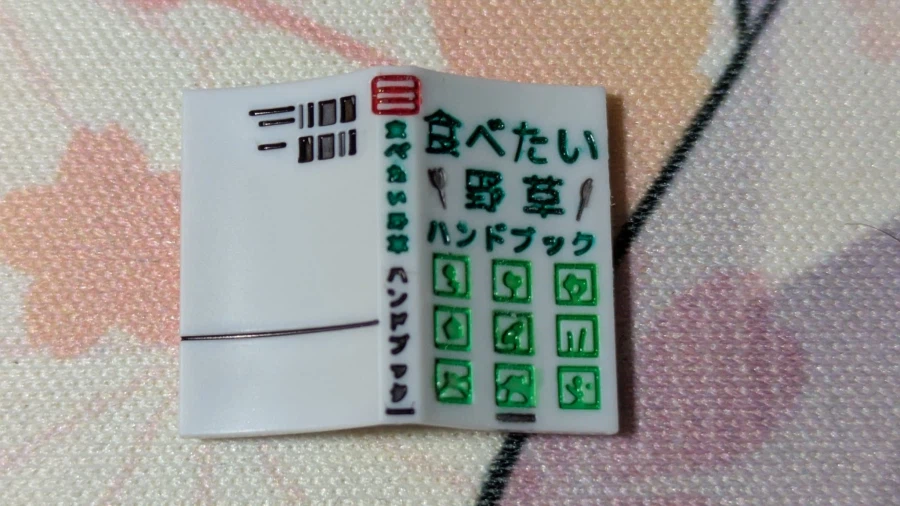 食べたい
野草
ハンドブック
食べたい野草 ハンドブック